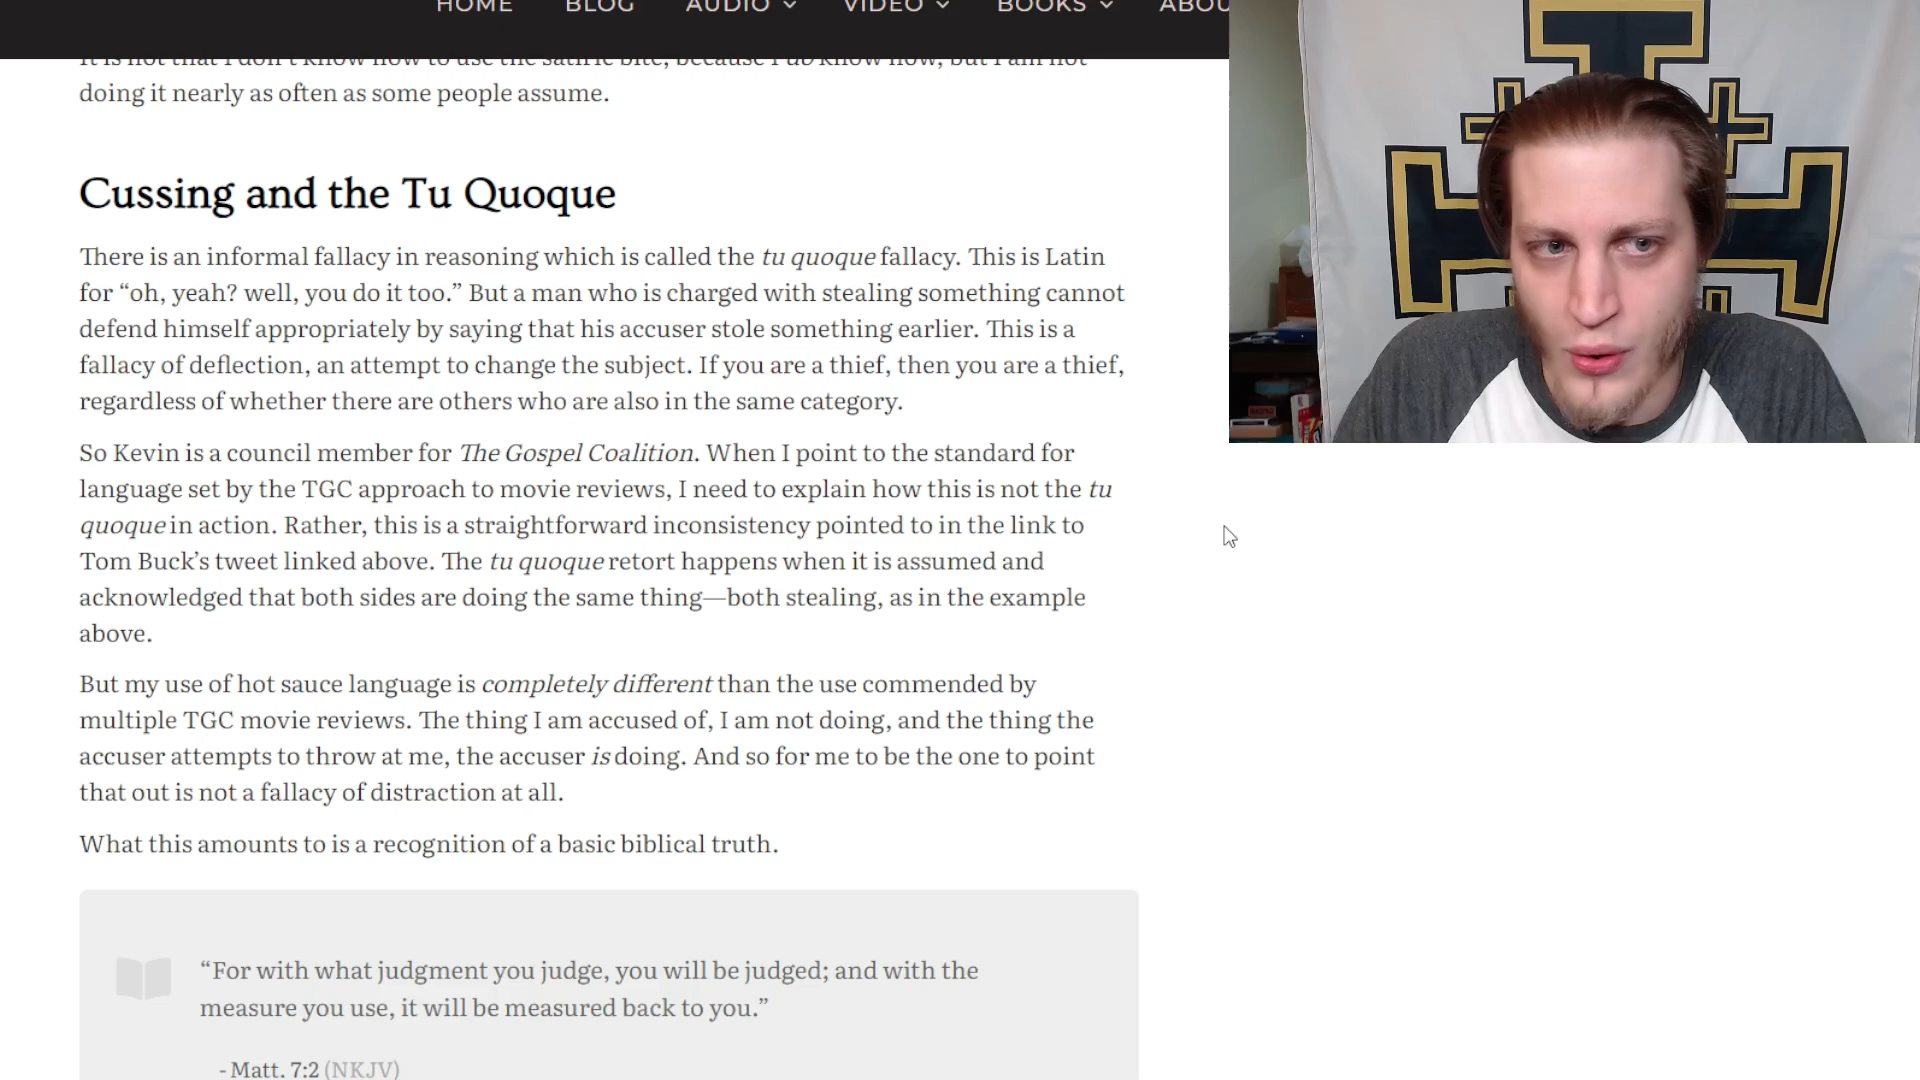 HOME BLOG AUDIO VIDEO BOOKS ABOU
It is not that I don't know how to use the satiric bite, because I do know how, but I am not
doing it nearly as often as some people assume.
Cussing and the Tu Quoque
There is an informal fallacy in reasoning which is called the tu quoque fallacy. This is Latin
for “oh, yeah? well, you do it too.” But a man who is charged with stealing something cannot
defend himself appropriately by saying that his accuser stole something earlier. This is a
fallacy of deflection, an attempt to change the subject. If you are a thief, then you are a thief,
regardless of whether there are others who are also in the same category.
So Kevin is a council member for The Gospel Coalition. When I point to the standard for
language set by the TGC approach to movie reviews, I need to explain how this is not the tu
quoque in action. Rather, this is a straightforward inconsistency pointed to in the link to
Tom Buck’s tweet linked above. The tu quoque retort happens when it is assumed and
acknowledged that both sides are doing the same thing—both stealing, as in the example
above.
But my use of hot sauce language is completely different than the use commended by
multiple TGC movie reviews. The thing I am accused of, I am not doing, and the thing the
accuser attempts to throw at me, the accuser is doing. And so for me to be the one to point
that out is not a fallacy of distraction at all.
What this amounts to is a recognition of a basic biblical truth.
“For with what judgment you judge, you will be judged; and with the
measure you use, it will be measured back to you.”
- Matt. 7:2 (NKJV)